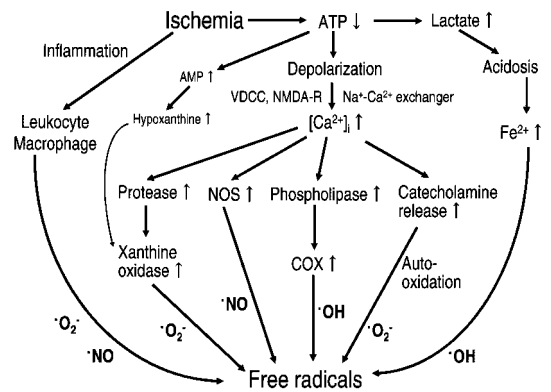 Ischemia ATP ↓ Lactate ↑
Inflammation
AMP ↑ Depolarization Acidosis
VDCC, NMDA-R Na⁺-Ca²⁺ exchanger
Leukocyte
Macrophage
Hypoxanthine ↑
[Ca²⁺]ᵢ ↑
Fe²⁺ ↑
Protease ↑ NOS ↑ Phospholipase ↑ Catecholamine
release ↑
Xanthine
oxidase ↑
COX ↑
Auto-
oxidation
·O₂⁻
·NO
·O₂⁻
·NO
·OH
·O₂⁻
·OH
Free radicals